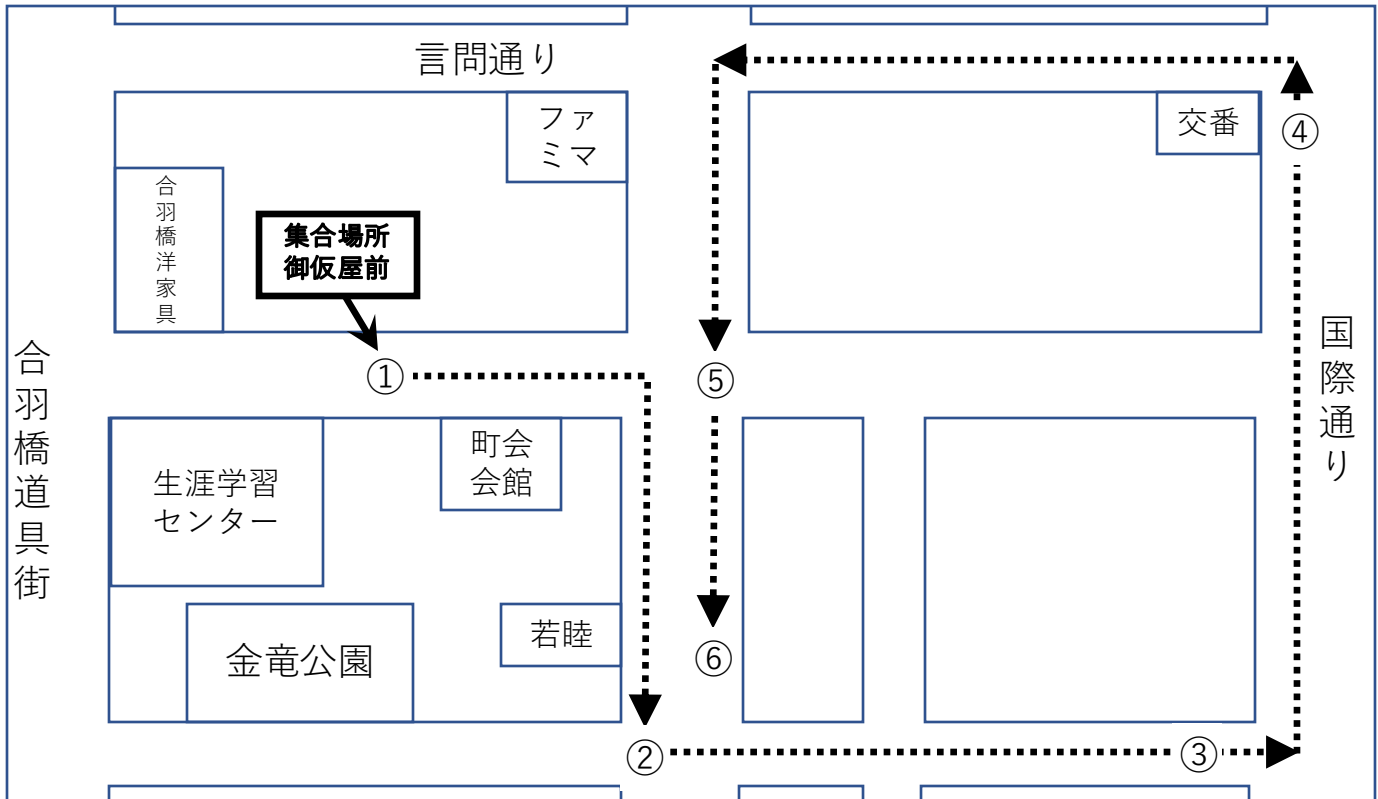 言問通り
ファ
ミマ
交番
④
合羽橋洋家具
集合場所
御仮屋前
合羽橋道具街
国際通り
①
⑤
生涯学習
センター
町会
会館
金竜公園
若睦
⑥
②
③